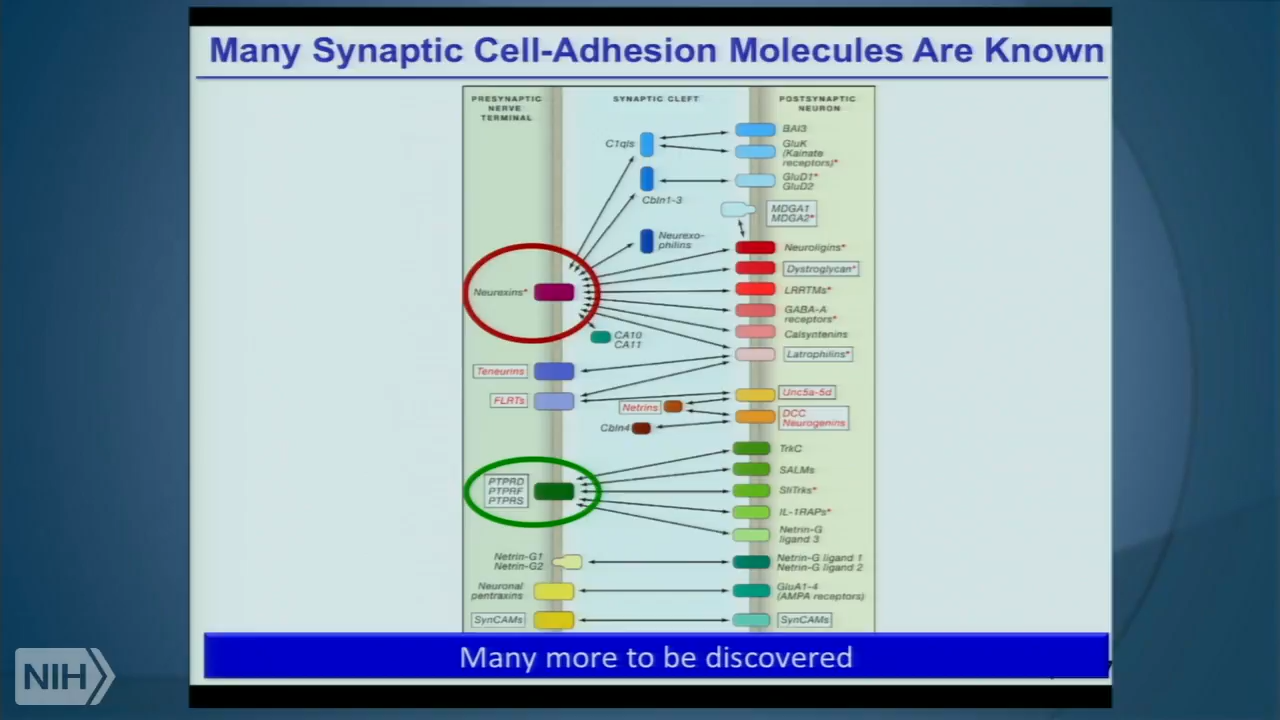 Many Synaptic Cell-Adhesion Molecules Are Known
PRESYNAPTIC
NERVE
TERMINAL
SYNAPTIC CLEFT
POSTSYNAPTIC
NEURON
C1qls
BAI3
GluK
(Kainate
receptors)*
Cbln1-3
GluD1*
GluD2
MDGA1
MDGA2*
Neurexo-
philins
Neurexins*
Neuroligins*
Dystroglycan*
LRRTMs*
GABA-A
receptors*
Calsyntenins
Latrophilins*
CA10
CA11
Teneurins
FLRTs
Netrins
Cbln4
Unc5a-5d
DCC
Neurogenins
PTPRD
PTPRF
PTPRS
TrkC
SALMs
SliTrks*
IL-1RAPs*
Netrin-G
ligand 3
Netrin-G1
Netrin-G2
Netrin-G ligand 1
Netrin-G ligand 2
Neuronal
pentraxins
GluA1-4
(AMPA receptors)
SynCAMs
SynCAMs
Many more to be discovered
NIH